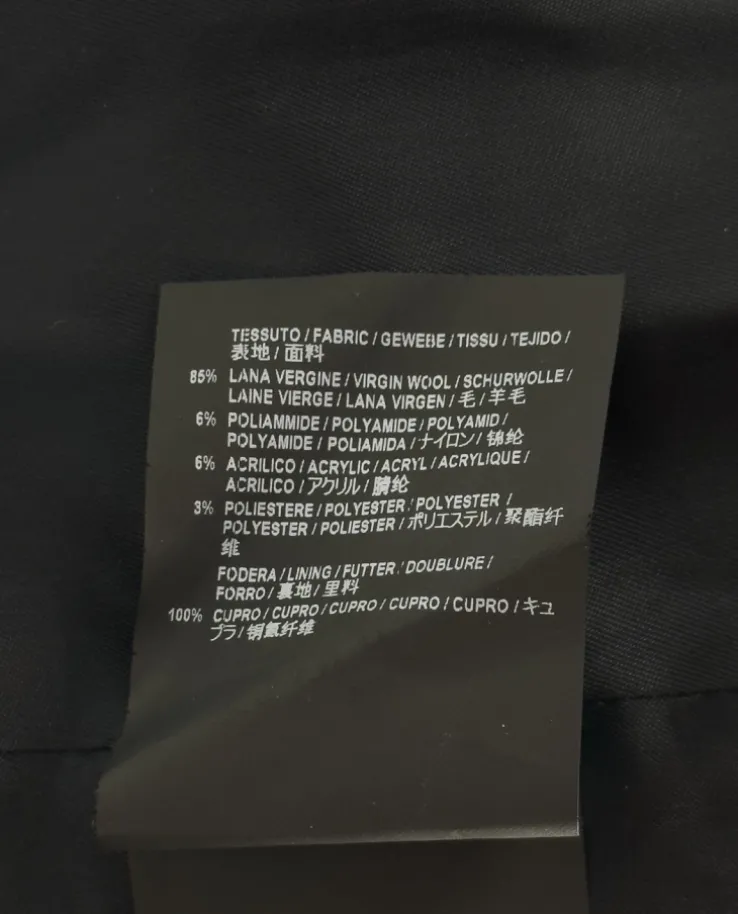 TESSUTO / FABRIC / GEWEBE / TISSU / TEJIDO /
表地 / 面料
85% LANA VERGINE / VIRGIN WOOL / SCHURWOLLE /
LAINE VIERGE / LANA VIRGEN / 毛 / 羊毛
6% POLIAMMIDE / POLYAMIDE / POLYAMID /
POLYAMIDE / POLIAMIDA / ナイロン / 锦纶
6% ACRILICO / ACRYLIC / ACRYL / ACRYLIQUE /
ACRILICO / アクリル / 腈纶
3% POLIESTERE / POLYESTER / POLYESTER /
POLYESTER / POLIESTER / ポリエステル / 聚酯纤
维
FODERA / LINING / FUTTER / DOUBLURE /
FORRO / 裏地 / 里料
100% CUPRO / CUPRO / CUPRO / CUPRO / CUPRO / キュ
プラ / 铜氨纤维